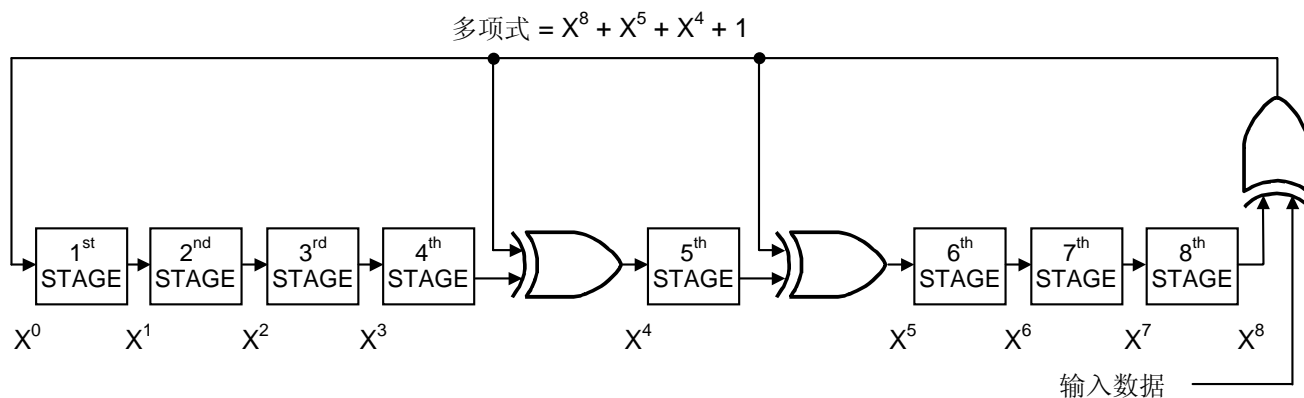 多项式 = X⁸ + X⁵ + X⁴ + 1
1st STAGE
2nd STAGE
3rd STAGE
4th STAGE
5th STAGE
6th STAGE
7th STAGE
8th STAGE
X⁰ X¹ X² X³ X⁴ X⁵ X⁶ X⁷ X⁸
输入数据